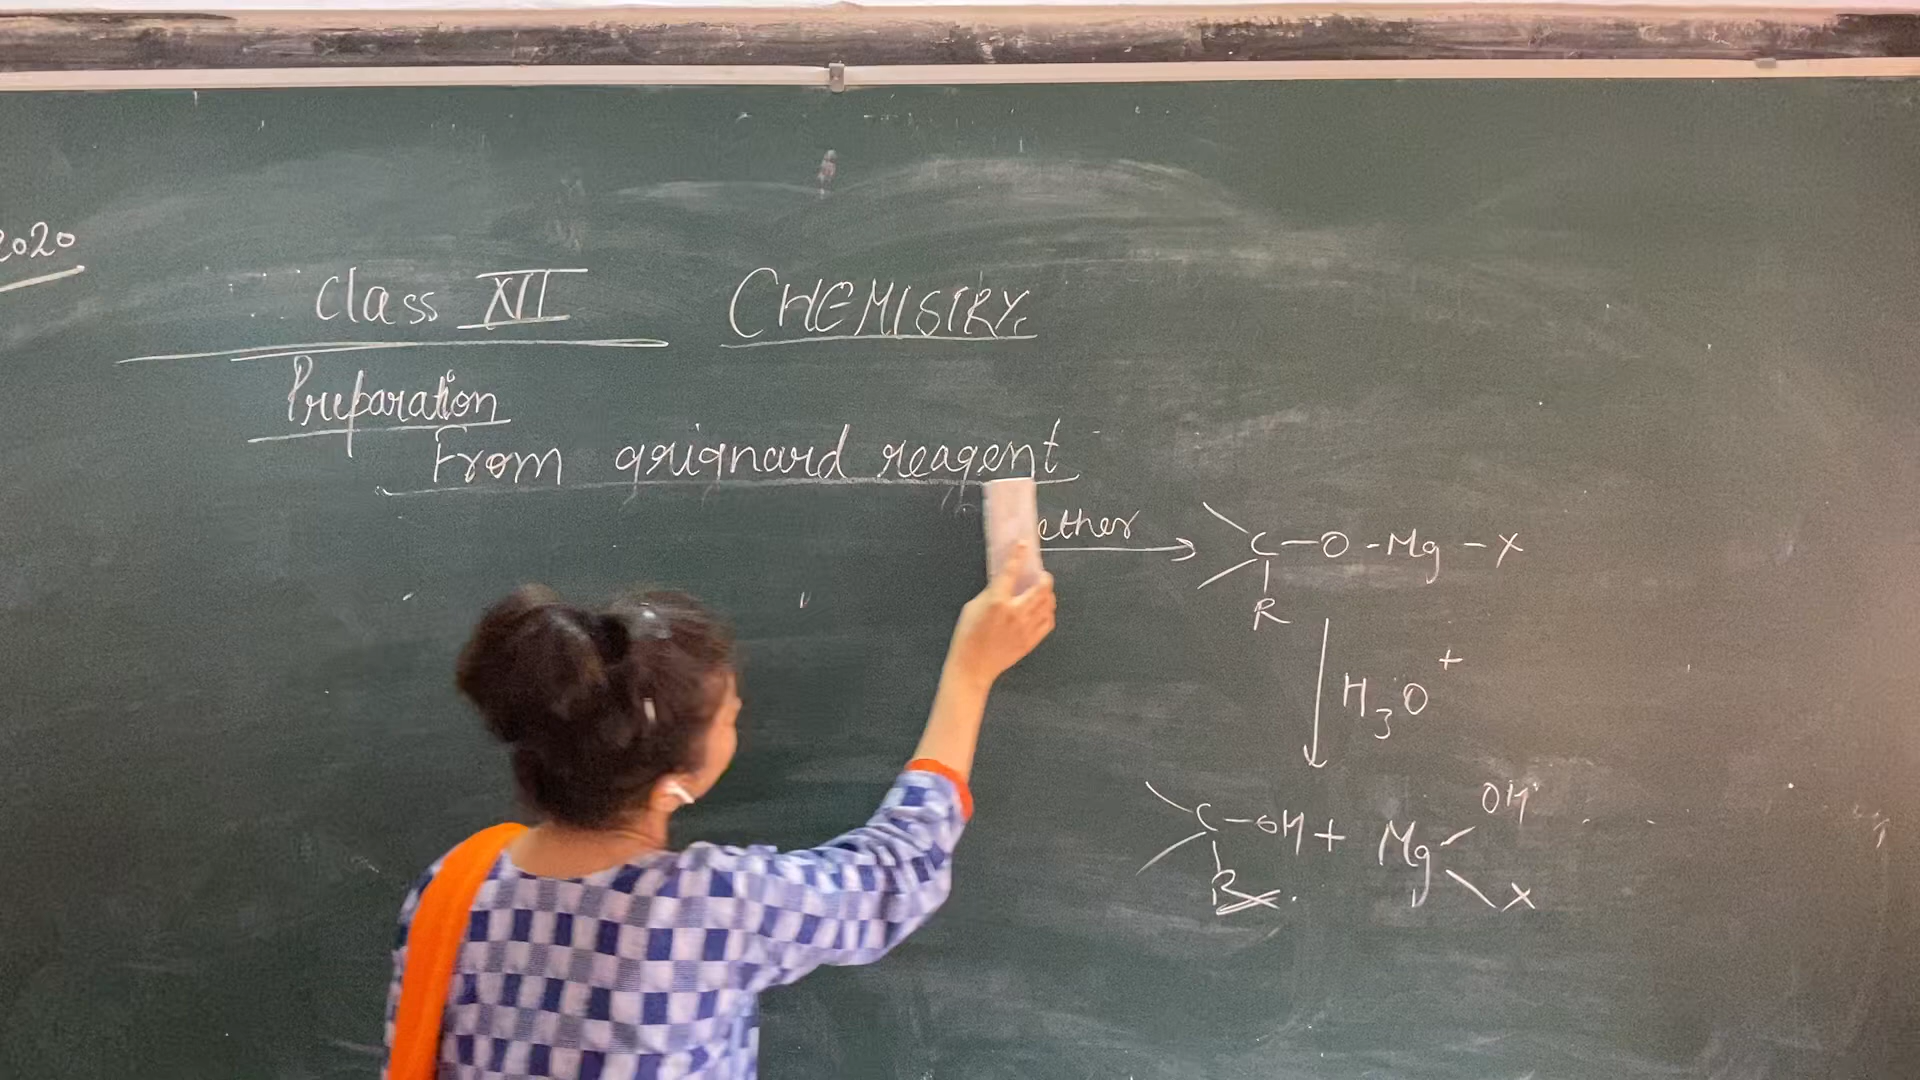 2020
Class XII CHEMISTRY
Preparation
From grignard reagent
ether
C-O-Mg-X
R
H3O+
OH
C-OH + Mg
R X